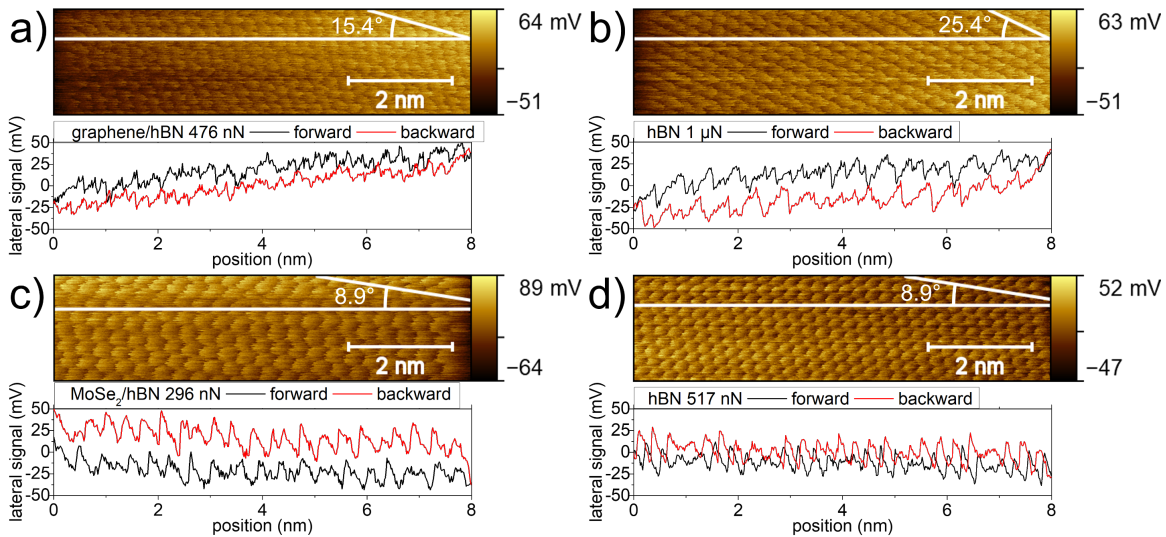 a)
15.4°
2 nm
64 mV
−51
graphene/hBN 476 nN forward backward
lateral signal (mV)
50
25
0
−25
−50
0 2 4 6 8
position (nm)
b)
25.4°
2 nm
63 mV
−51
hBN 1 µN forward backward
lateral signal (mV)
50
25
0
−25
−50
0 2 4 6 8
position (nm)
c)
8.9°
2 nm
89 mV
−64
MoSe₂/hBN 296 nN forward backward
lateral signal (mV)
50
25
0
−25
−50
0 2 4 6 8
position (nm)
d)
8.9°
2 nm
52 mV
−47
hBN 517 nN forward backward
lateral signal (mV)
50
25
0
−25
−50
0 2 4 6 8
position (nm)